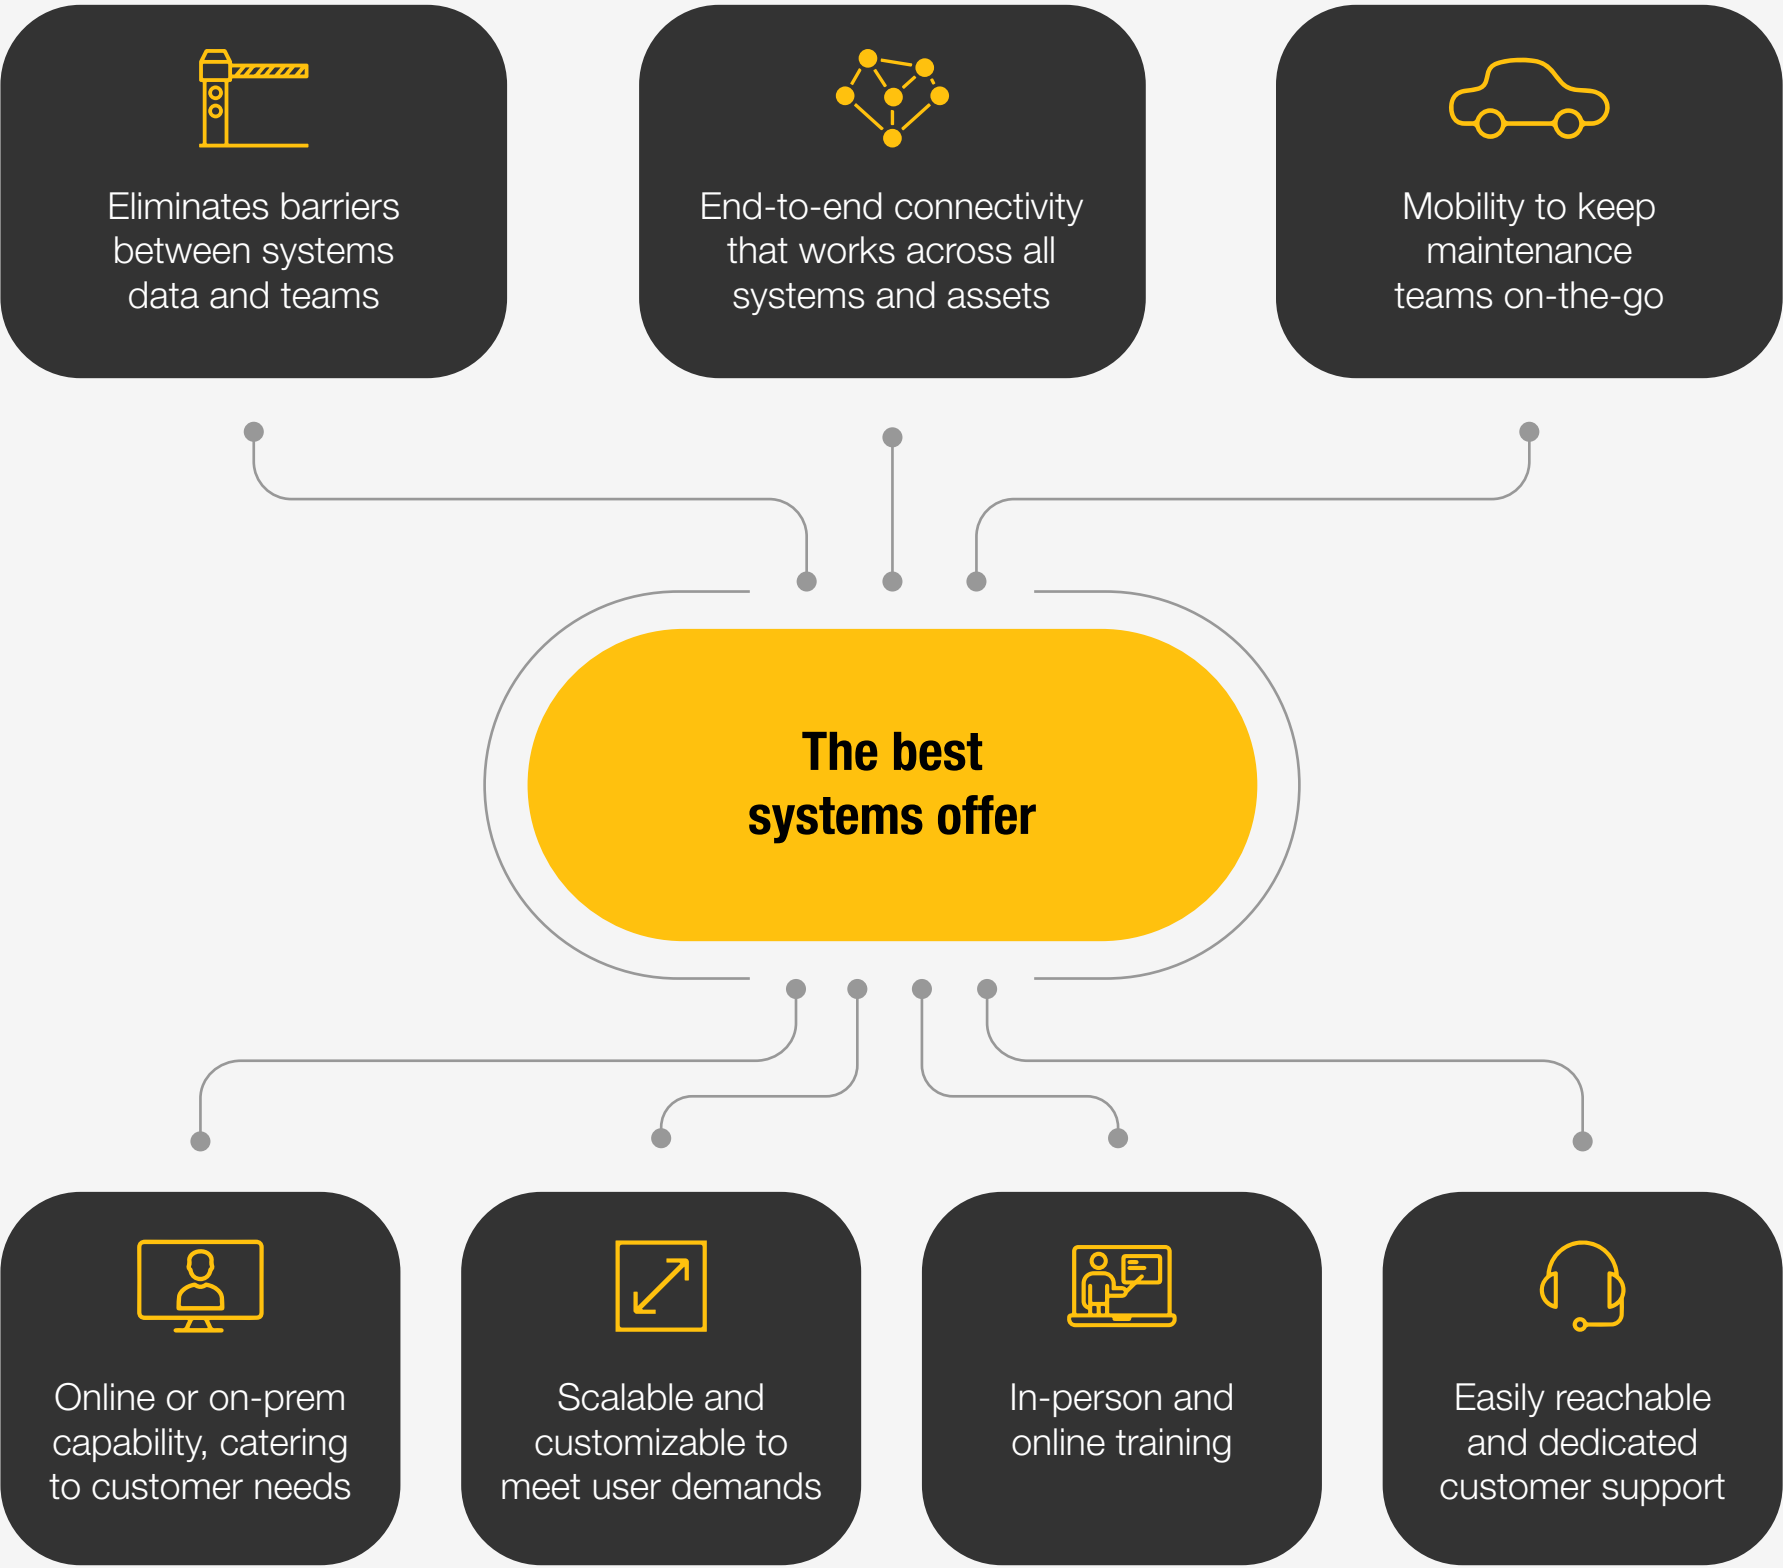 Eliminates barriers
between systems
data and teams
End-to-end connectivity
that works across all
systems and assets
Mobility to keep
maintenance
teams on-the-go
The best
systems offer
Online or on-prem
capability, catering
to customer needs
Scalable and
customizable to
meet user demands
In-person and
online training
Easily reachable
and dedicated
customer support